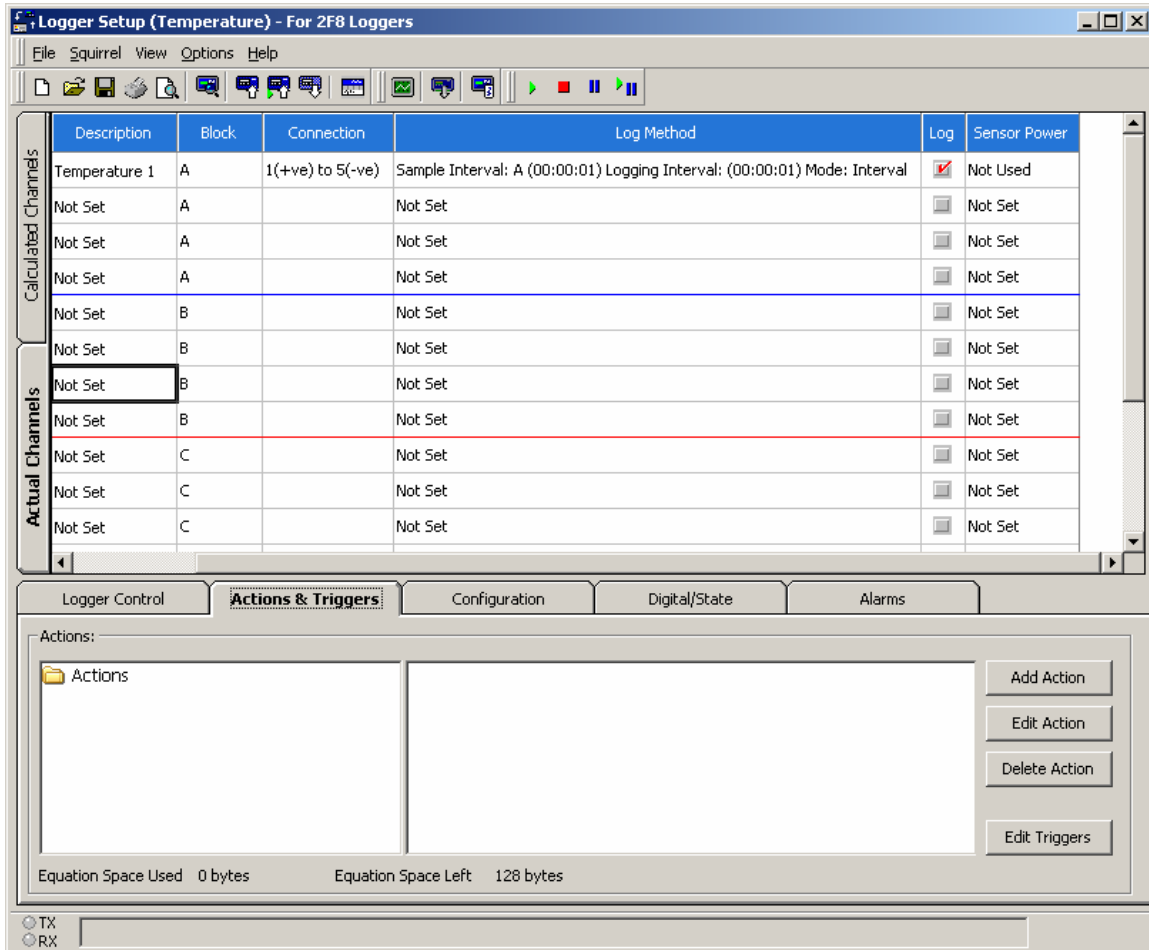 Logger Setup (Temperature) - For 2F8 Loggers
File Squirrel View Options Help
Calculated Channels
Actual Channels
Description Block Connection Log Method Log Sensor Power
Temperature 1 A 1(+ve) to 5(-ve) Sample Interval: A (00:00:01) Logging Interval: (00:00:01) Mode: Interval Not Used
Not Set A Not Set Not Set
Not Set A Not Set Not Set
Not Set A Not Set Not Set
Not Set B Not Set Not Set
Not Set B Not Set Not Set
Not Set B Not Set Not Set
Not Set B Not Set Not Set
Not Set C Not Set Not Set
Not Set C Not Set Not Set
Not Set C Not Set Not Set
Logger Control Actions & Triggers Configuration Digital/State Alarms
Actions:
Actions
Add Action
Edit Action
Delete Action
Edit Triggers
Equation Space Used 0 bytes Equation Space Left 128 bytes
TX
RX